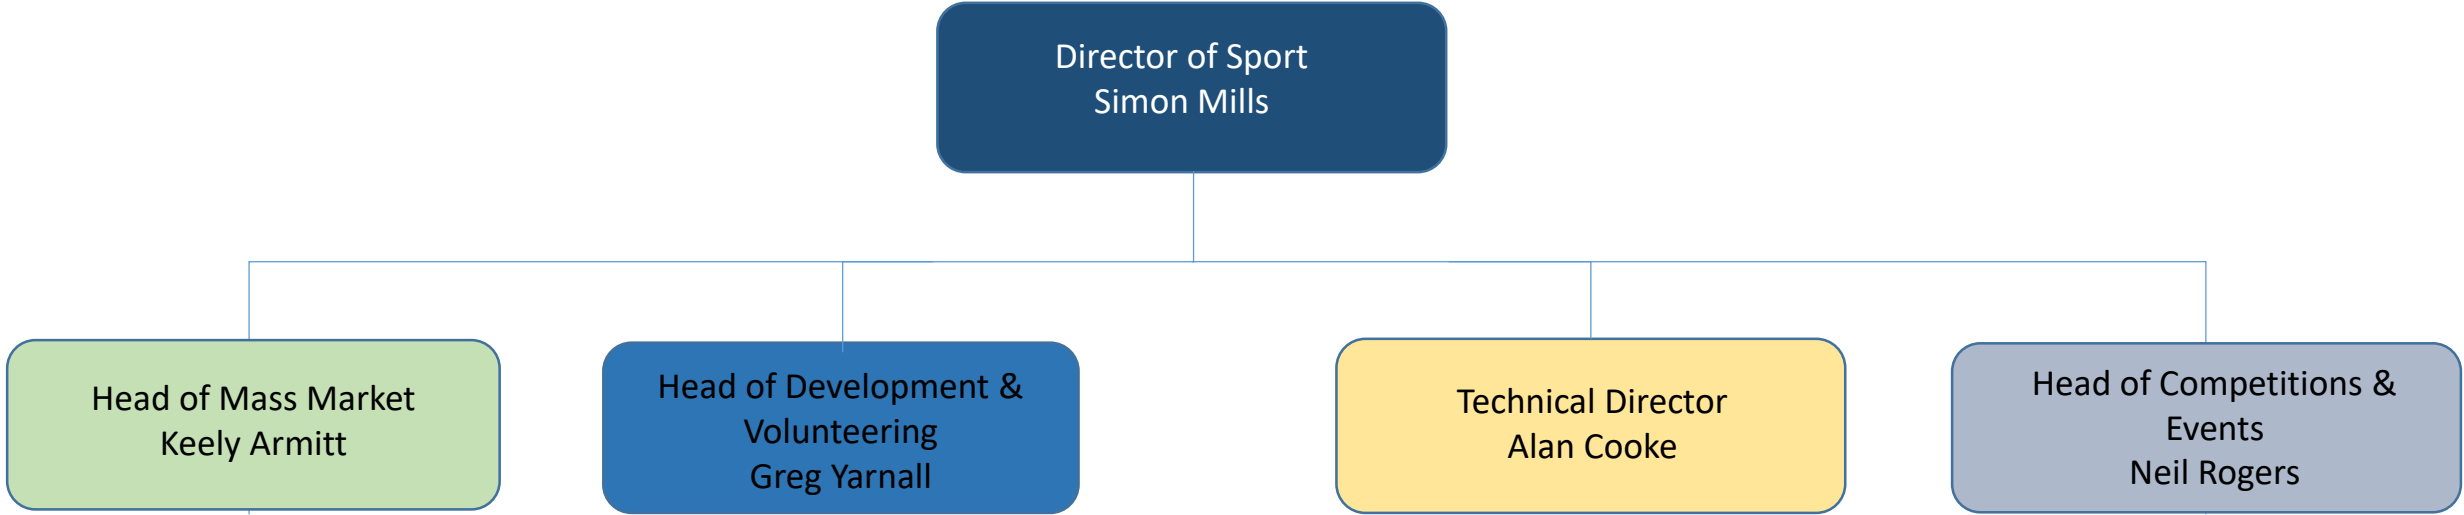 Director of Sport
Simon Mills
Head of Mass Market
Keely Armitt
Head of Development &
Volunteering
Greg Yarnall
Technical Director
Alan Cooke
Head of Competitions &
Events
Neil Rogers